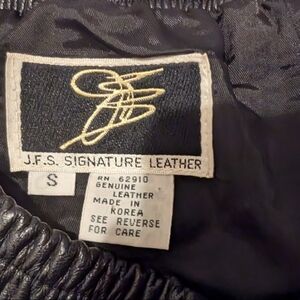 J.F.S. SIGNATURE LEATHER
S
RN 62910
GENUINE
LEATHER
MADE IN
KOREA
SEE REVERSE
FOR CARE